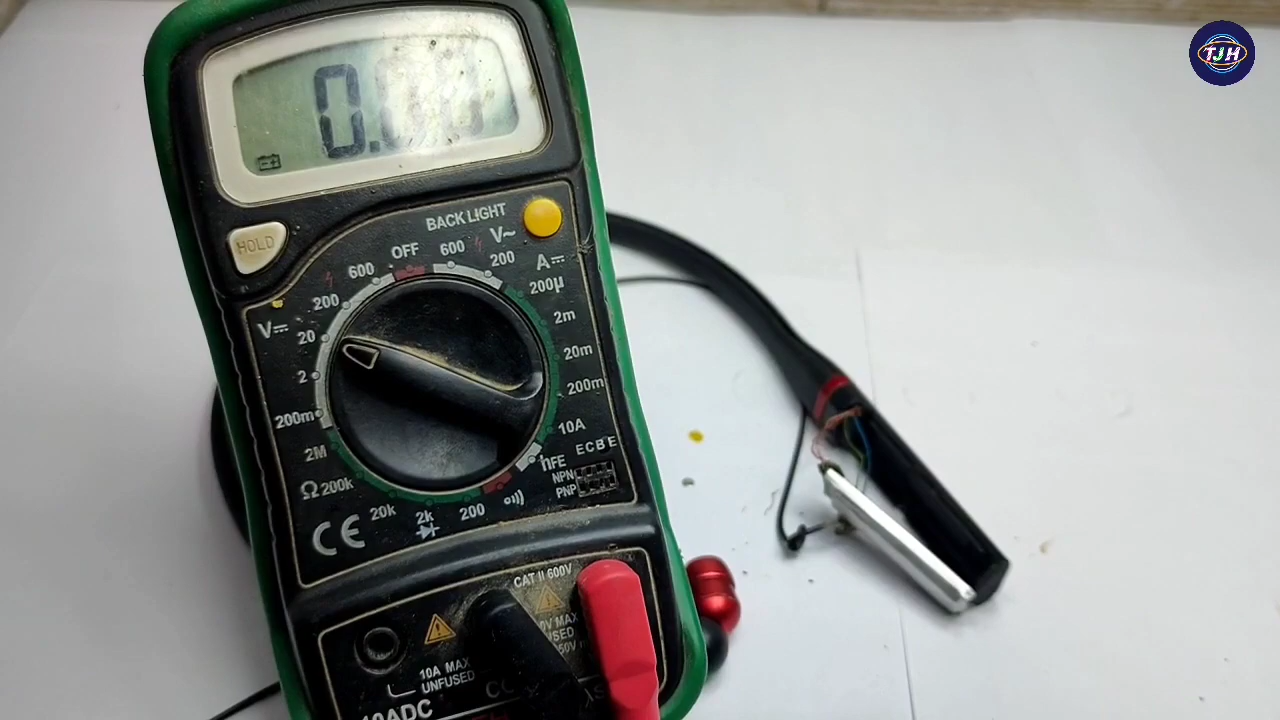 TJH
0.
HOLD
BACK LIGHT
OFF
600
200
V⎓
20
2
200m
2M
Ω 200k
20k
2k
200
600
V~
200
A⎓
200µ
2m
20m
200m
10A
hFE
E C B E
NPN
PNP
CE
CAT II 600V
10A MAX
UNFUSED
V MAX
10ADC